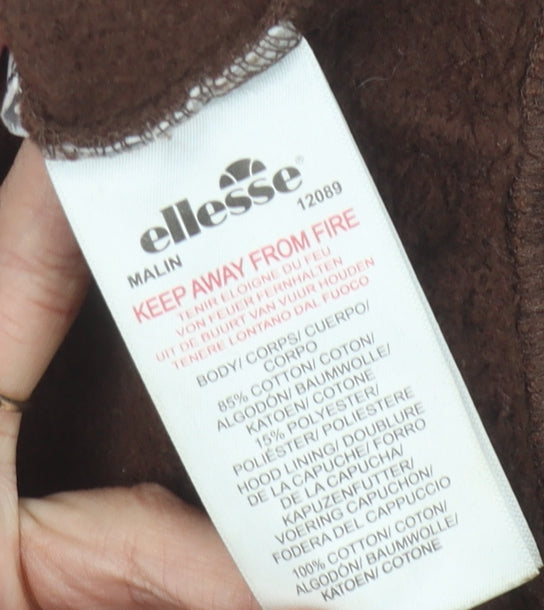 ellesse®
MALIN 12089
KEEP AWAY FROM FIRE
TENIR ELOIGNE DU FEU
VON FEUER FERNHALTEN
UIT DE BUURT VAN VUUR HOUDEN
TENERE LONTANO DAL FUOCO
BODY/ CORPS/ CUERPO/
CORPO
85% COTTON/ COTON/
ALGODÓN/ BAUMWOLLE/
KATOEN/ COTONE
15% POLYESTER/
POLIÉSTER/ POLIESTERE
HOOD LINING/ DOUBLURE
DE LA CAPUCHE/ FORRO
DE LA CAPUCHA/
KAPUZENFUTTER/
VOERING CAPUCHON/
FODERA DEL CAPPUCCIO
100% COTTON/ COTON/
ALGODÓN/ BAUMWOLLE/
KATOEN/ COTONE